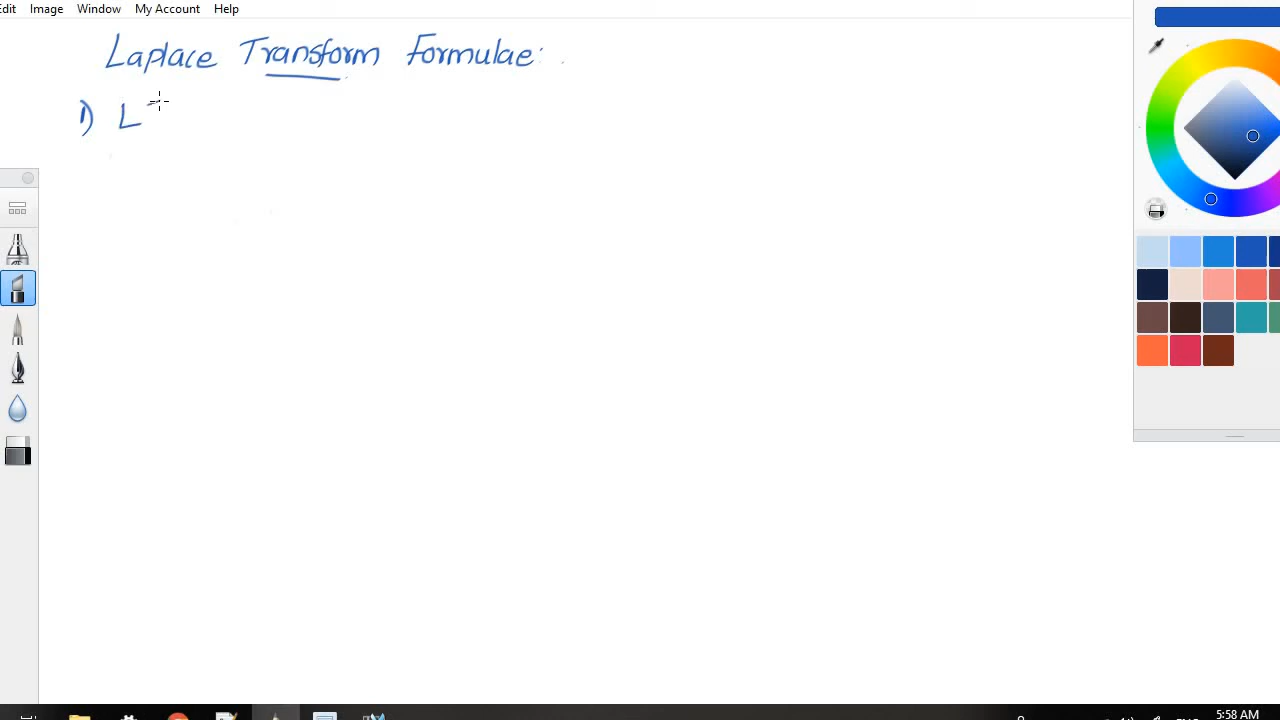 Edit Image Window My Account Help
Laplace Transform Formulae:
1) L
5:58 AM